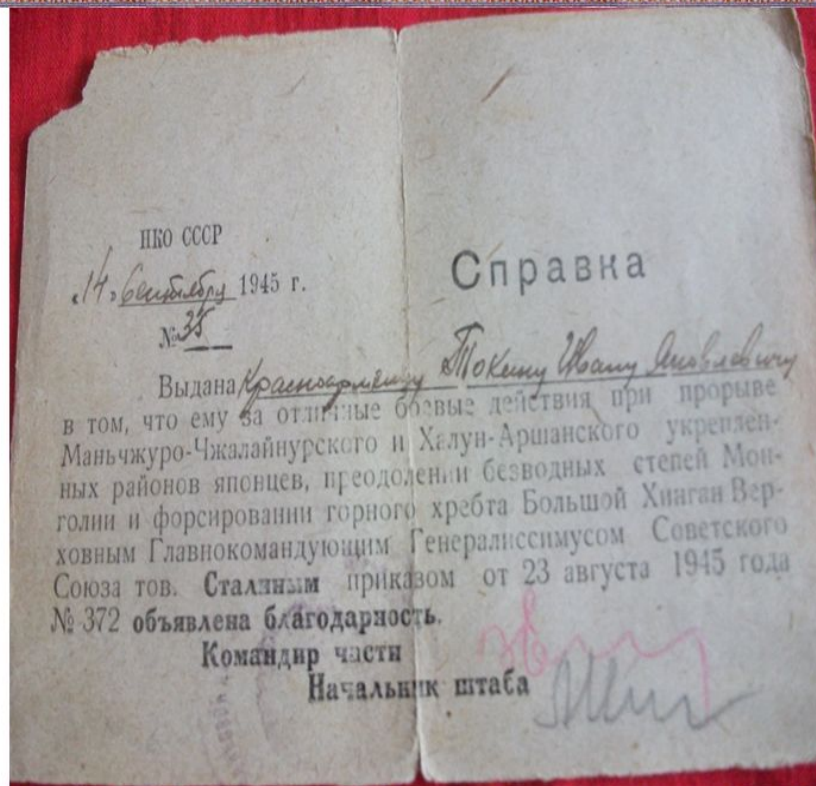 НКО СССР
„14„ сентября 1945 г.
№ 35
Справка
Выдана красноармейцу Токину Ивану Яковлевичу
в том, что ему за отличные боевые действия при прорыве
Маньчжуро-Чжалайнурского и Халун-Аршанского укреплен-
ных районов японцев, преодолении безводных степей Мон-
голии и форсировании горного хребта Большой Хинган Вер-
ховным Главнокомандующим Генералиссимусом Советского
Союза тов. Сталиным приказом от 23 августа 1945 года
№ 372 объявлена благодарность.
Командир части
Начальник штаба